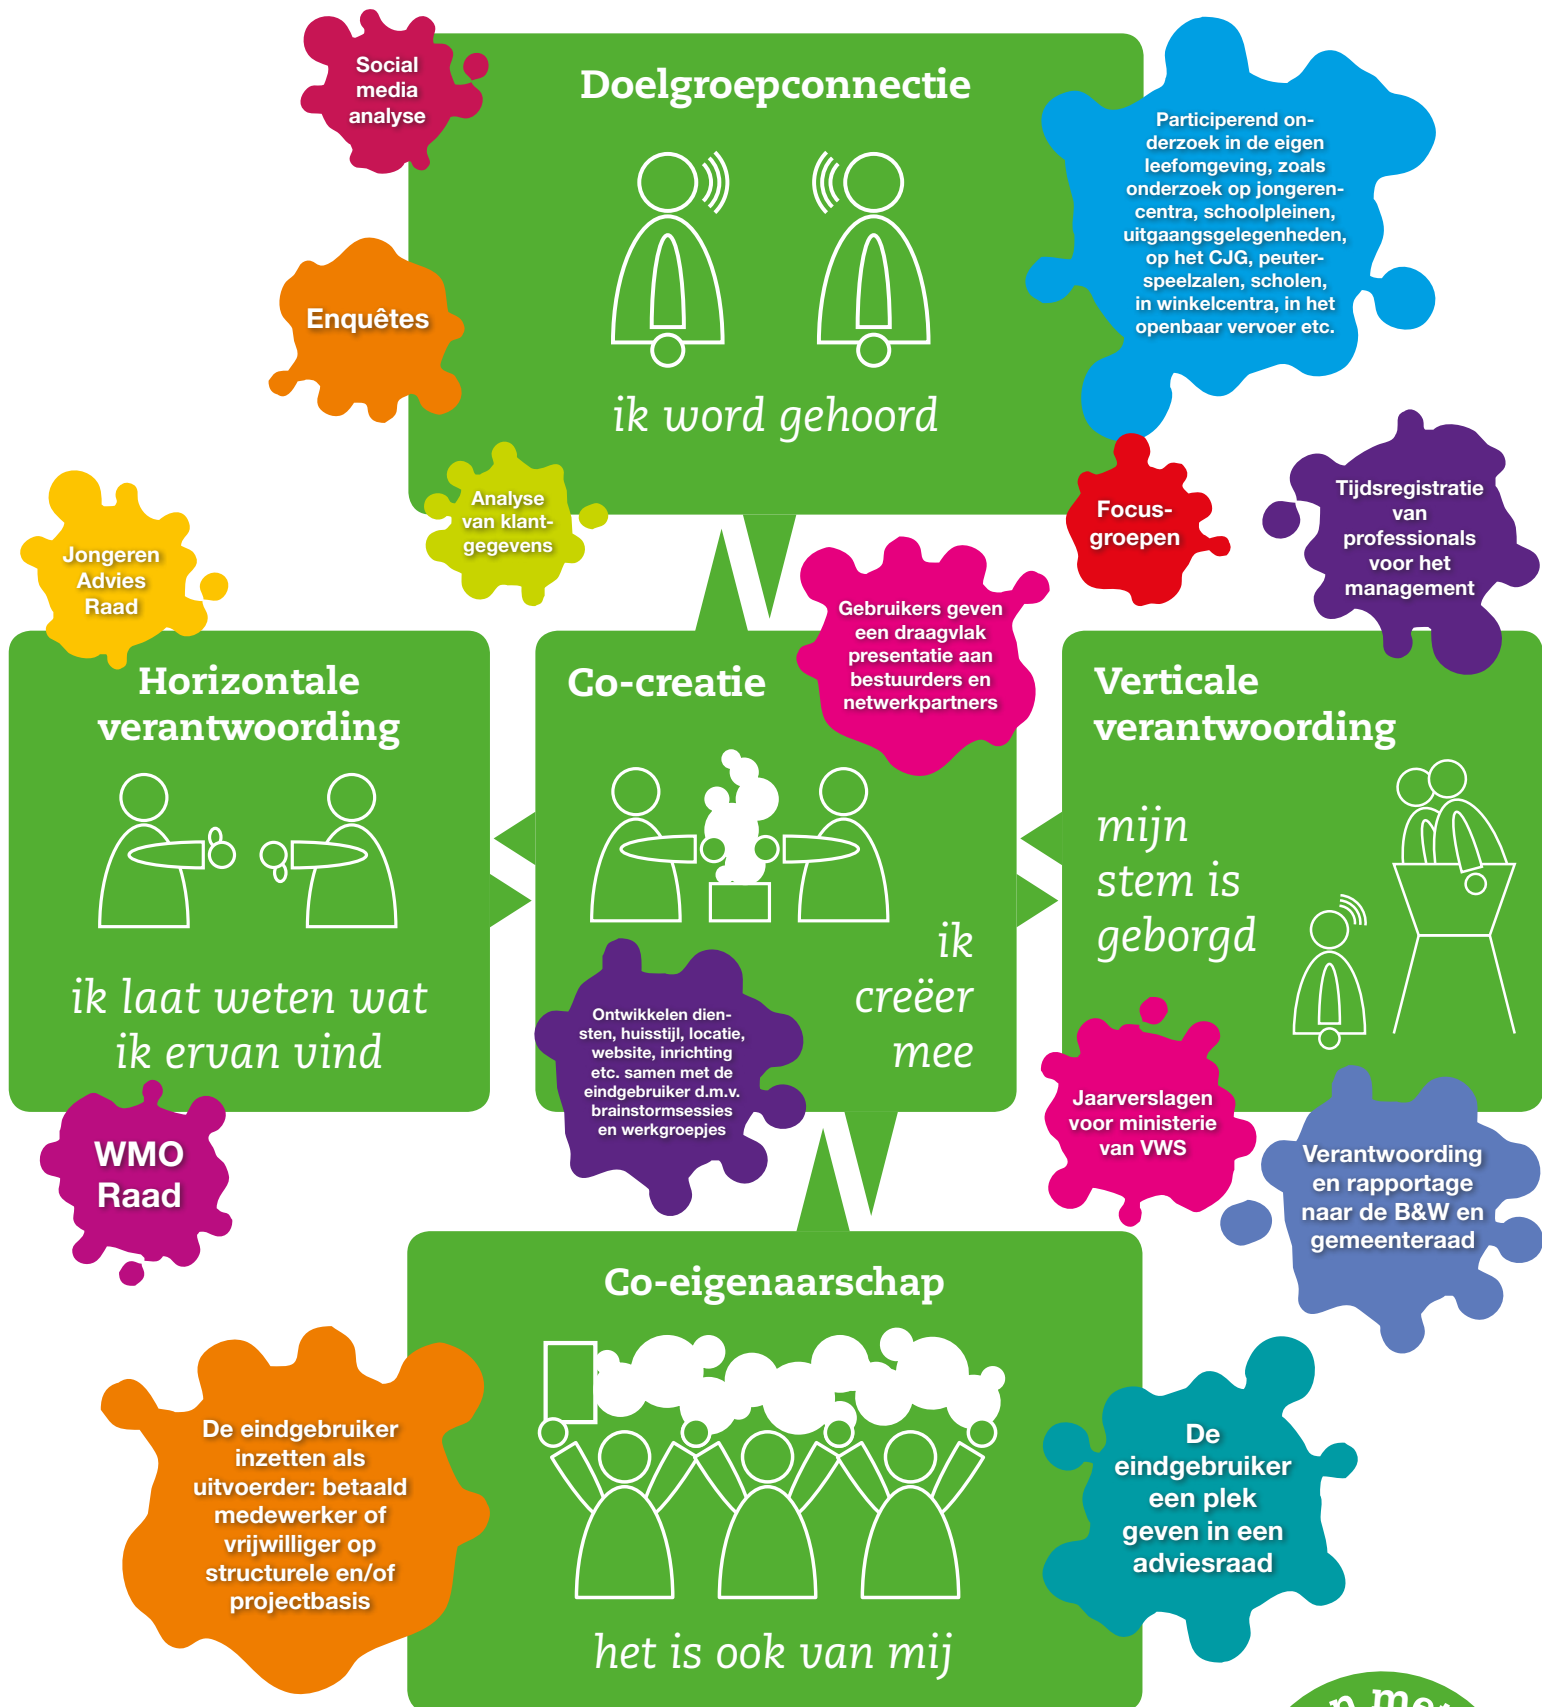 Social
media
analyse
Doelgroepconnectie
Participerend on-
derzoek in de eigen
leefomgeving, zoals
onderzoek op jongeren-
centra, schoolpleinen,
uitgaansgelegenheden,
op het CJG, peuter-
speelzalen, scholen,
in winkelcentra, in het
openbaar vervoer etc.
Enquêtes
ik word gehoord
Analyse
van klant-
gegevens
Focus-
groepen
Tijdsregistratie
van
professionals
voor het
management
Jongeren
Advies
Raad
Gebruikers geven
een draagvlak
presentatie aan
bestuurders en
netwerkpartners
Horizontale
verantwoording
ik laat weten wat
ik ervan vind
Co-creatie
ik
creëer
mee
Verticale
verantwoording
mijn
stem is
geborgd
Ontwikkelen dien-
sten, huisstijl, locatie,
website, inrichting
etc. samen met de
eindgebruiker d.m.v.
brainstormsessies
en werkgroepjes
WMO
Raad
Jaarverslagen
voor ministerie
van VWS
Verantwoording
en rapportage
naar de B&W en
gemeenteraad
Co-eigenaarschap
De eindgebruiker
inzetten als
uitvoerder: betaald
medewerker of
vrijwilliger op
structurele en/of
projectbasis
De
eindgebruiker
een plek
geven in een
adviesraad
het is ook van mij